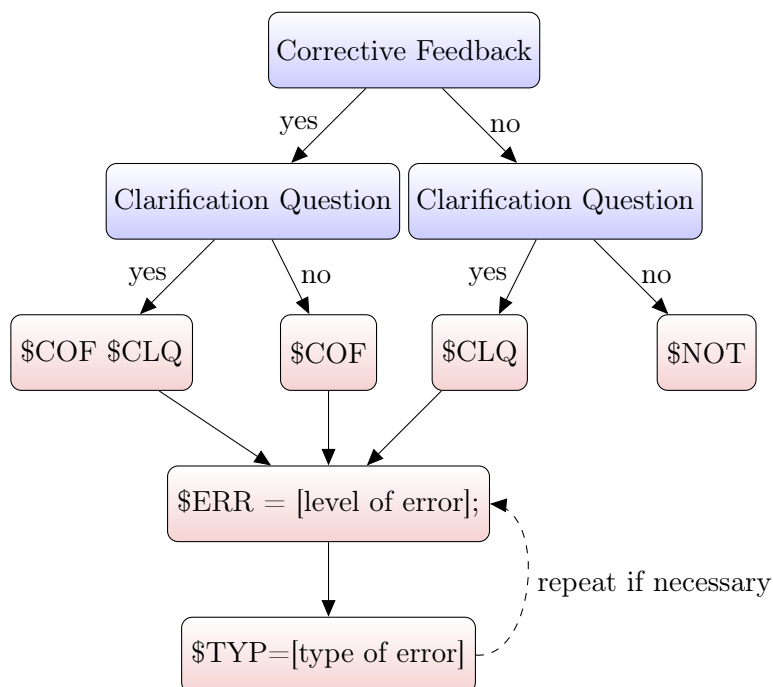 Corrective Feedback
yes
no
Clarification Question
Clarification Question
yes
no
yes
no
$COF $CLQ
$COF
$CLQ
$NOT
$ERR = [level of error];
repeat if necessary
$TYP=[type of error]